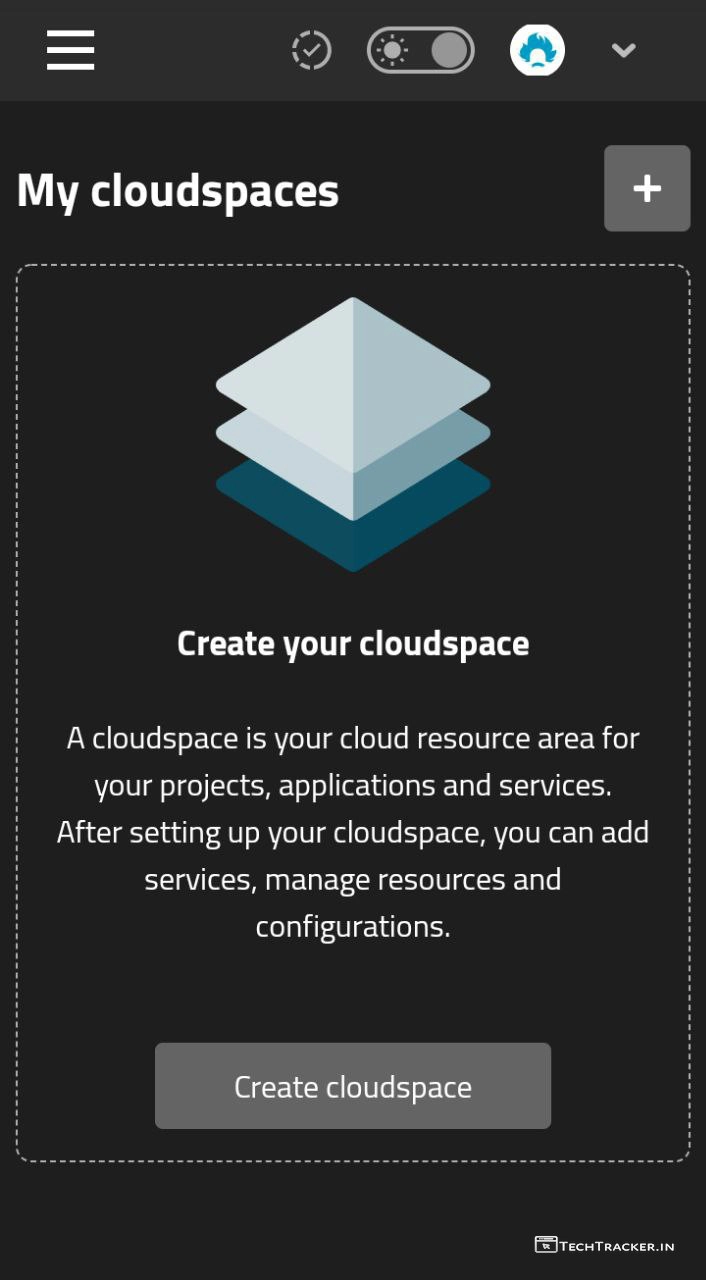 My cloudspaces
Create your cloudspace
A cloudspace is your cloud resource area for
your projects, applications and services.
After setting up your cloudspace, you can add
services, manage resources and
configurations.
Create cloudspace
TECHTRACKER.IN